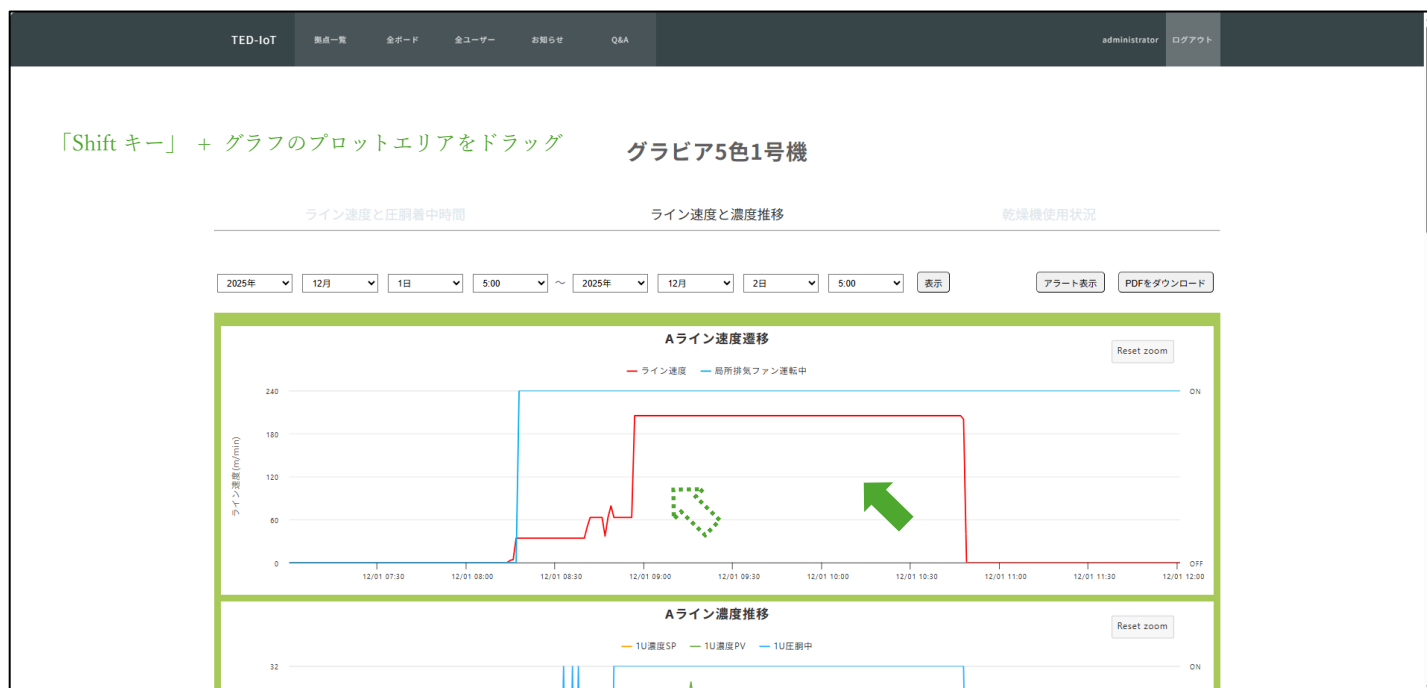 TED-IoT 拠点一覧 全ボード 全ユーザー お知らせ Q&A administrator ログアウト
「Shift キー」 + グラフのプロットエリアをドラッグ
グラビア5色1号機
ライン速度と圧胴着中時間 ライン速度と濃度推移 乾燥機使用状況
2025年 12月 1日 5:00 ～ 2025年 12月 2日 5:00 表示 アラート表示 PDFをダウンロード
Aライン速度遷移
Reset zoom
ライン速度 局所排気ファン運転中
240 ON
180
120
60
0 OFF
ライン速度(m/min)
12/01 07:30 12/01 08:00 12/01 08:30 12/01 09:00 12/01 09:30 12/01 10:00 12/01 10:30 12/01 11:00 12/01 11:30 12/01 12:00
Aライン濃度推移
Reset zoom
1U濃度SP 1U濃度PV 1U圧胴中
32 ON